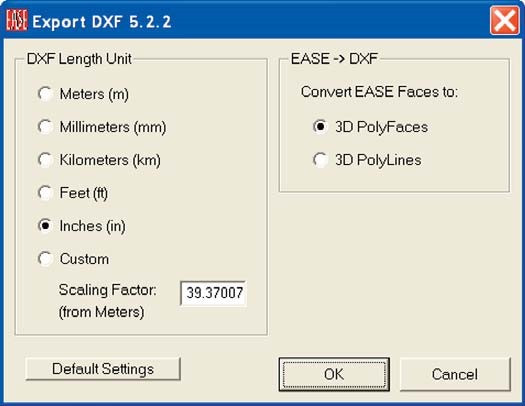 EASE Export DXF 5.2.2
DXF Length Unit
Meters (m)
Millimeters (mm)
Kilometers (km)
Feet (ft)
Inches (in)
Custom
Scaling Factor: 39.37007
(from Meters)
EASE -> DXF
Convert EASE Faces to:
3D PolyFaces
3D PolyLines
Default Settings
OK
Cancel